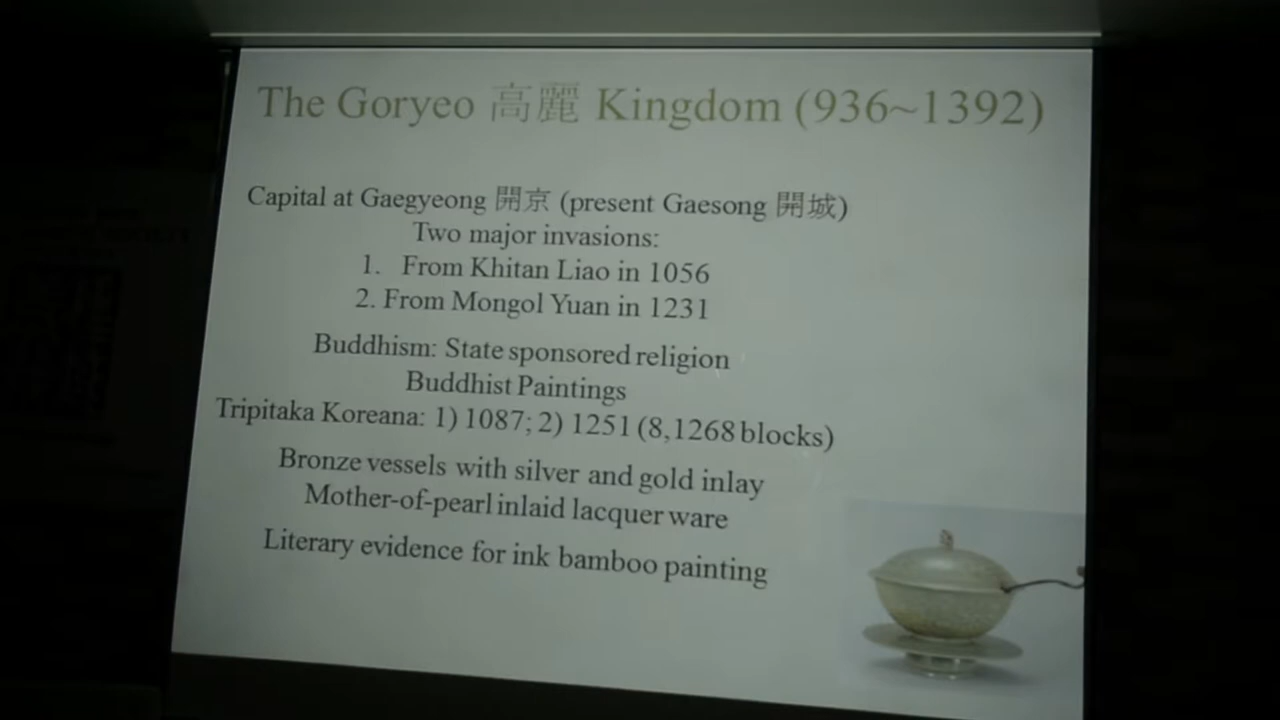 The Goryeo 高麗 Kingdom (936~1392)
Capital at Gaegyeong 開京 (present Gaesong 開城)
Two major invasions:
1. From Khitan Liao in 1056
2. From Mongol Yuan in 1231
Buddhism: State sponsored religion
Buddhist Paintings
Tripitaka Koreana: 1) 1087; 2) 1251 (8,1268 blocks)
Bronze vessels with silver and gold inlay
Mother-of-pearl inlaid lacquer ware
Literary evidence for ink bamboo painting